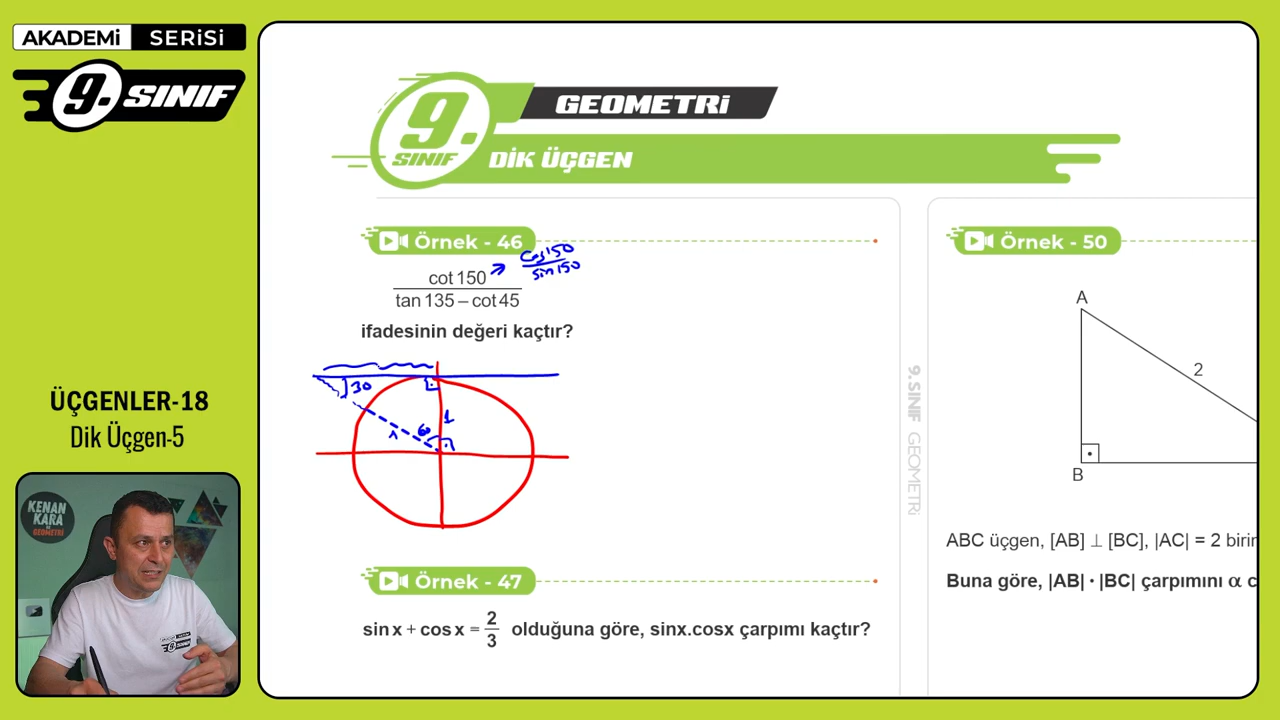 AKADEMİ SERİSİ
9. SINIF
ÜÇGENLER-18
Dik Üçgen-5
KENAN
KARA
GEOMETRİ
9.
SINIF
GEOMETRİ
DİK ÜÇGEN
Örnek - 46
cot 150
tan 135 – cot 45
cos150
sin 150
ifadesinin değeri kaçtır?
30
1
60
Örnek - 47
sin x + cos x = 2/3 olduğuna göre, sinx.cosx çarpımı kaçtır?
9.SINIF GEOMETRİ
Örnek - 50
A
2
B
ABC üçgen, [AB] ⊥ [BC], |AC| = 2 birir
Buna göre, |AB| · |BC| çarpımını α c